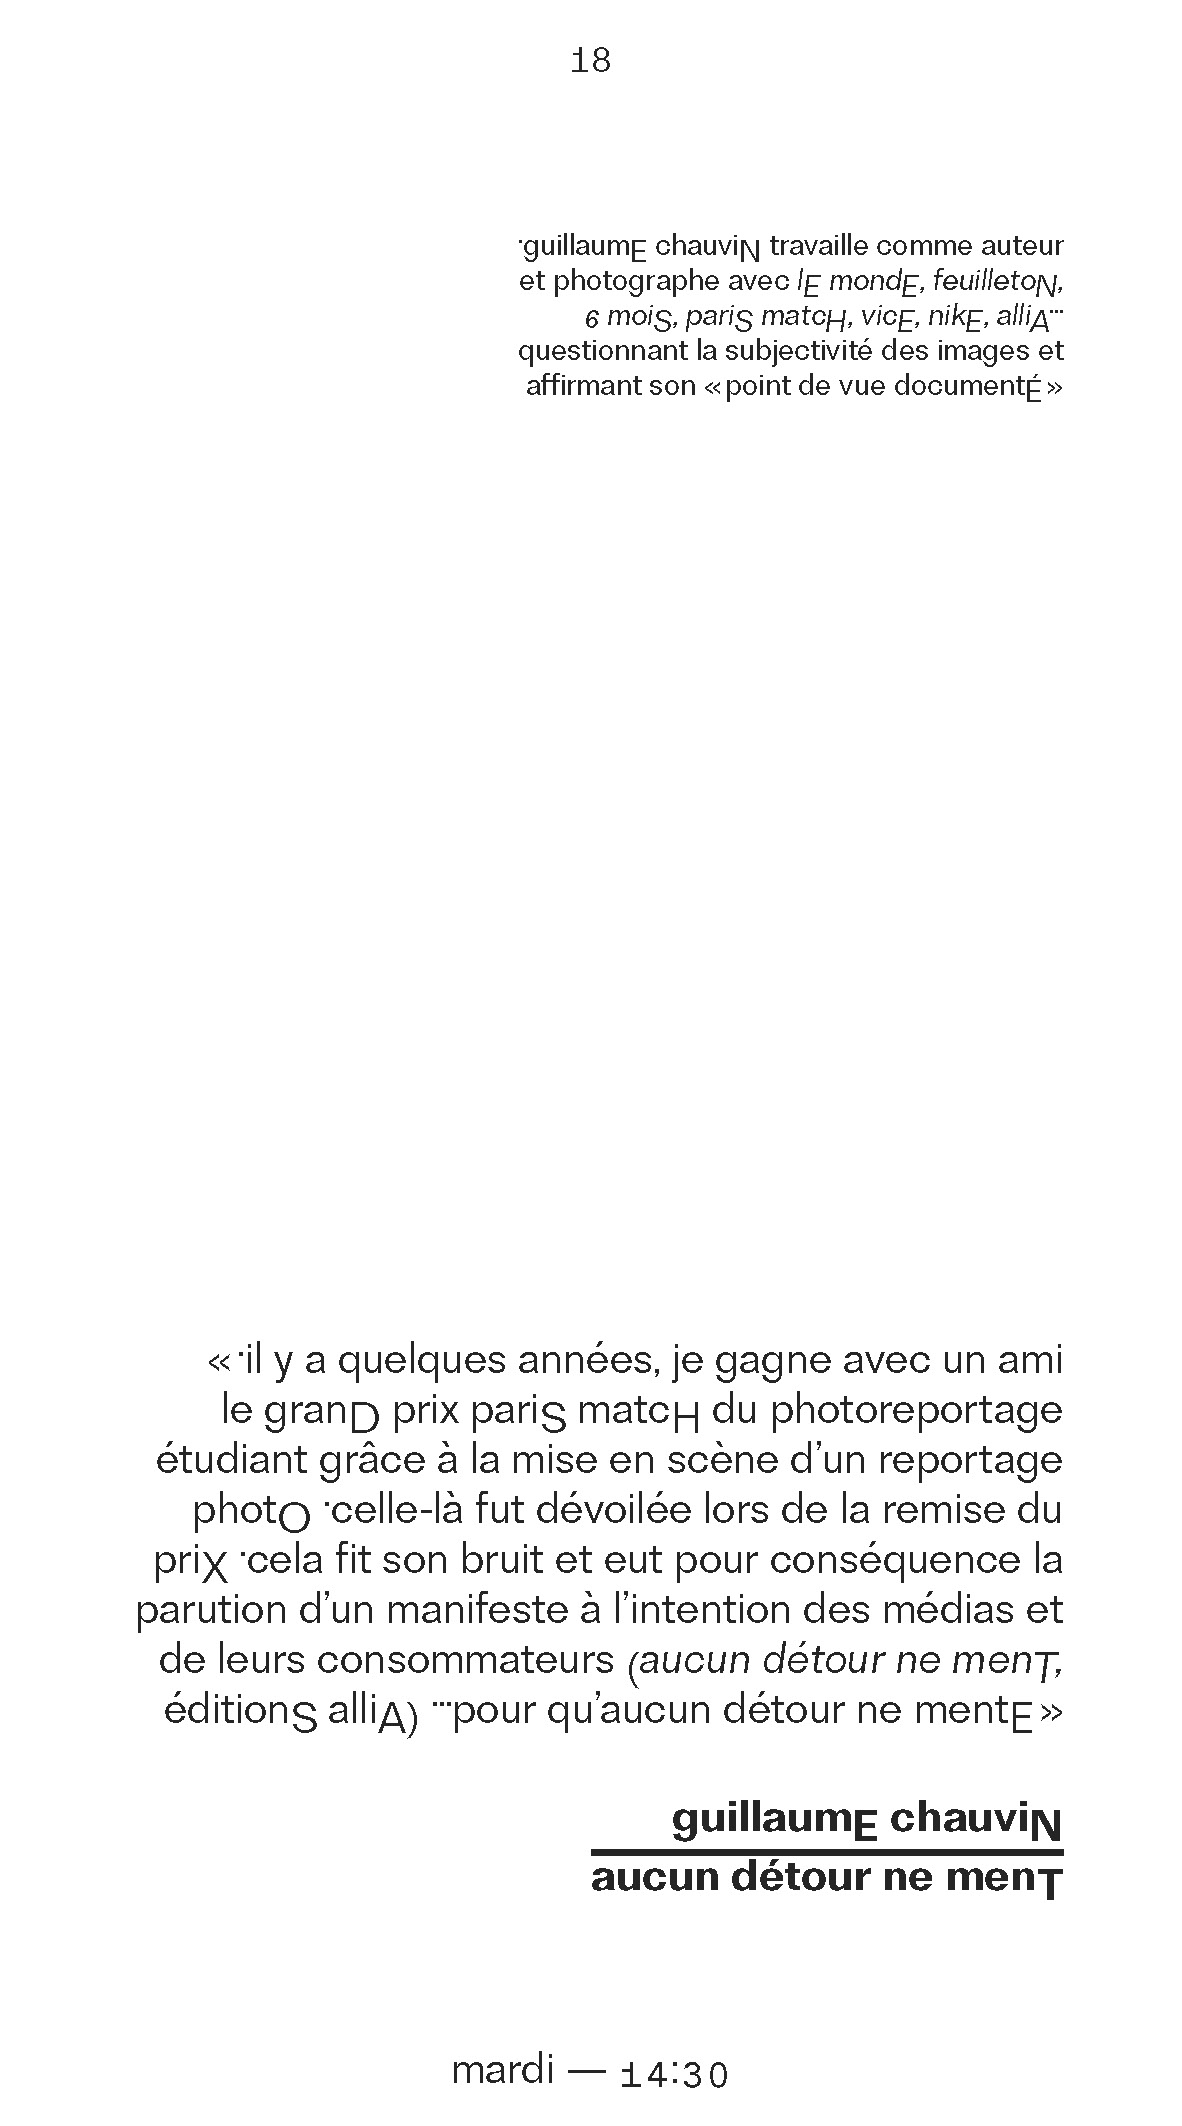 18
·guillaumE chauviN travaille comme auteur
et photographe avec lE mondE, feuilletoN,
6 moiS, pariS matcH, vicE, nikE, alliA···
questionnant la subjectivité des images et
affirmant son «point de vue documentÉ»
«·il y a quelques années, je gagne avec un ami
le granD prix pariS matcH du photoreportage
étudiant grâce à la mise en scène d’un reportage
photO ·celle-là fut dévoilée lors de la remise du
priX ·cela fit son bruit et eut pour conséquence la
parution d’un manifeste à l’intention des médias et
de leurs consommateurs (aucun détour ne menT,
éditionS alliA) ···pour qu’aucun détour ne mentE»
guillaumE chauviN
aucun détour ne menT
mardi — 14:30